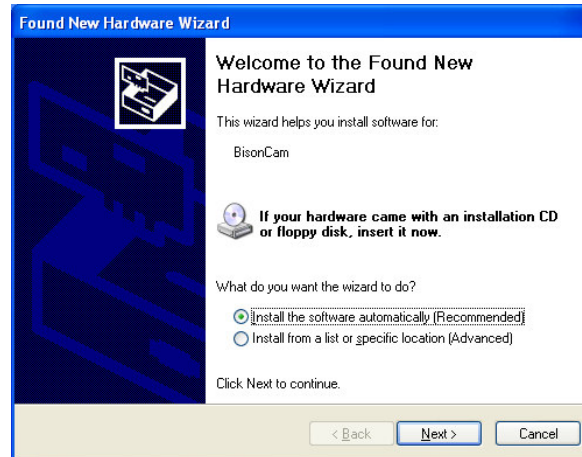 Found New Hardware Wizard
Welcome to the Found New
Hardware Wizard
This wizard helps you install software for:
BisonCam
If your hardware came with an installation CD
or floppy disk, insert it now.
What do you want the wizard to do?
Install the software automatically (Recommended)
Install from a list or specific location (Advanced)
Click Next to continue.
< Back Next > Cancel